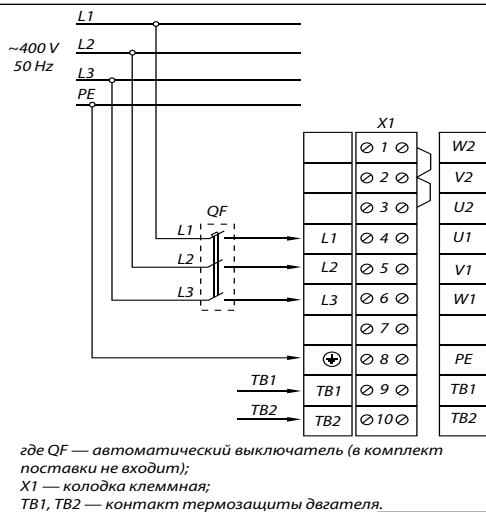 L1
~400 V
50 Hz
L2
L3
PE
X1
1 W2
2 V2
3 U2
QF
L1 L1 4 U1
L2 L2 5 V1
L3 L3 6 W1
7
8 PE
TB1 TB1 9 TB1
TB2 TB2 10 TB2
где QF — автоматический выключатель (в комплект
поставки не входит);
X1 — колодка клеммная;
TB1, TB2 — контакт термозащиты двгателя.